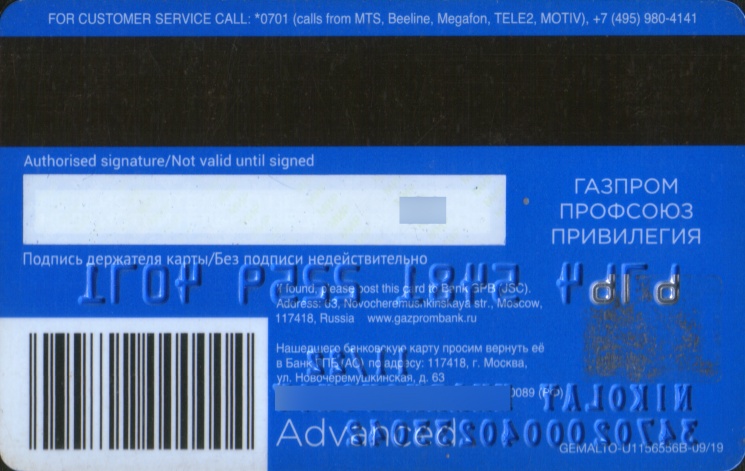 FOR CUSTOMER SERVICE CALL: *0701 (calls from MTS, Beeline, Megafon, TELE2, MOTIV), +7 (495) 980-4141
Authorised signature/Not valid until signed
ГАЗПРОМ
ПРОФСОЮЗ
ПРИВИЛЕГИЯ
Подпись держателя карты/Без подписи недействительно
If found, please post this card to Bank GPB (JSC).
Address: 63, Novocheremushkinskaya str., Moscow,
117418, Russia www.gazprombank.ru
Нашедшего банковскую карту просим вернуть её
в Банк ГПБ (АО) по адресу: 117418, г. Москва,
ул. Новочеремушкинская, д. 63
Advanced